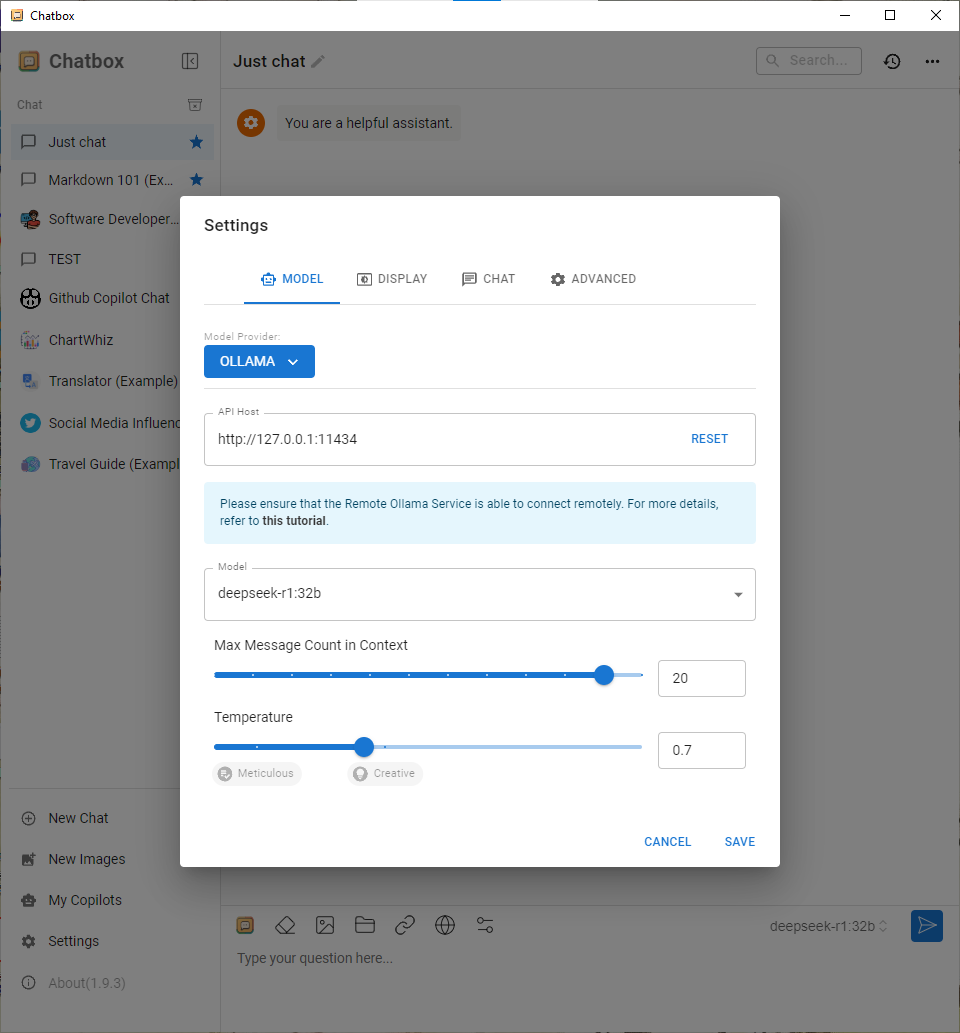 Chatbox
Chatbox
Chat
Just chat
Markdown 101 (Ex...
Software Developer...
TEST
Github Copilot Chat
ChartWhiz
Translator (Example)
Social Media Influenc
Travel Guide (Exampl
New Chat
New Images
My Copilots
Settings
About(1.9.3)
Just chat
Search...
You are a helpful assistant.
Settings
MODEL DISPLAY CHAT ADVANCED
Model Provider:
OLLAMA
API Host
http://127.0.0.1:11434 RESET
Please ensure that the Remote Ollama Service is able to connect remotely. For more details,
refer to this tutorial.
Model
deepseek-r1:32b
Max Message Count in Context
20
Temperature
0.7
Meticulous Creative
CANCEL SAVE
deepseek-r1:32b
Type your question here...